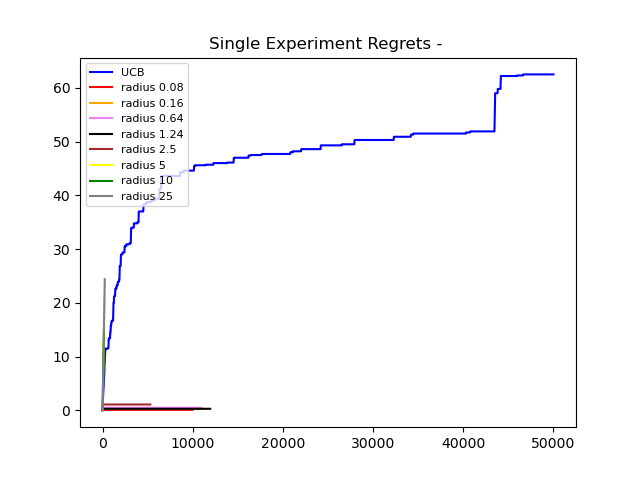 Single Experiment Regrets -
UCB
radius 0.08
radius 0.16
radius 0.64
radius 1.24
radius 2.5
radius 5
radius 10
radius 25
60
50
40
30
20
10
0
0 10000 20000 30000 40000 50000